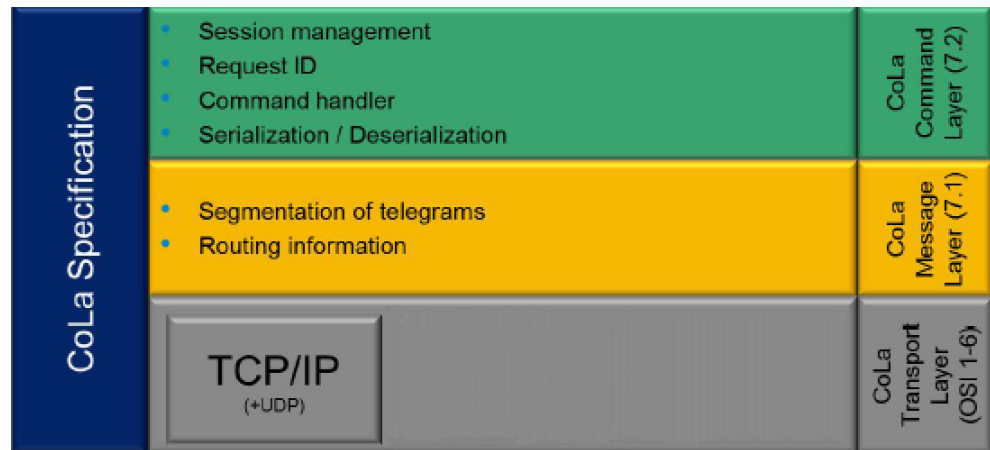 CoLa Specification
Session management
Request ID
Command handler
Serialization / Deserialization
CoLa
Command
Layer (7.2)
Segmentation of telegrams
Routing information
CoLa
Message
Layer (7.1)
TCP/IP
(+UDP)
CoLa
Transport
Layer
(OSI 1-6)